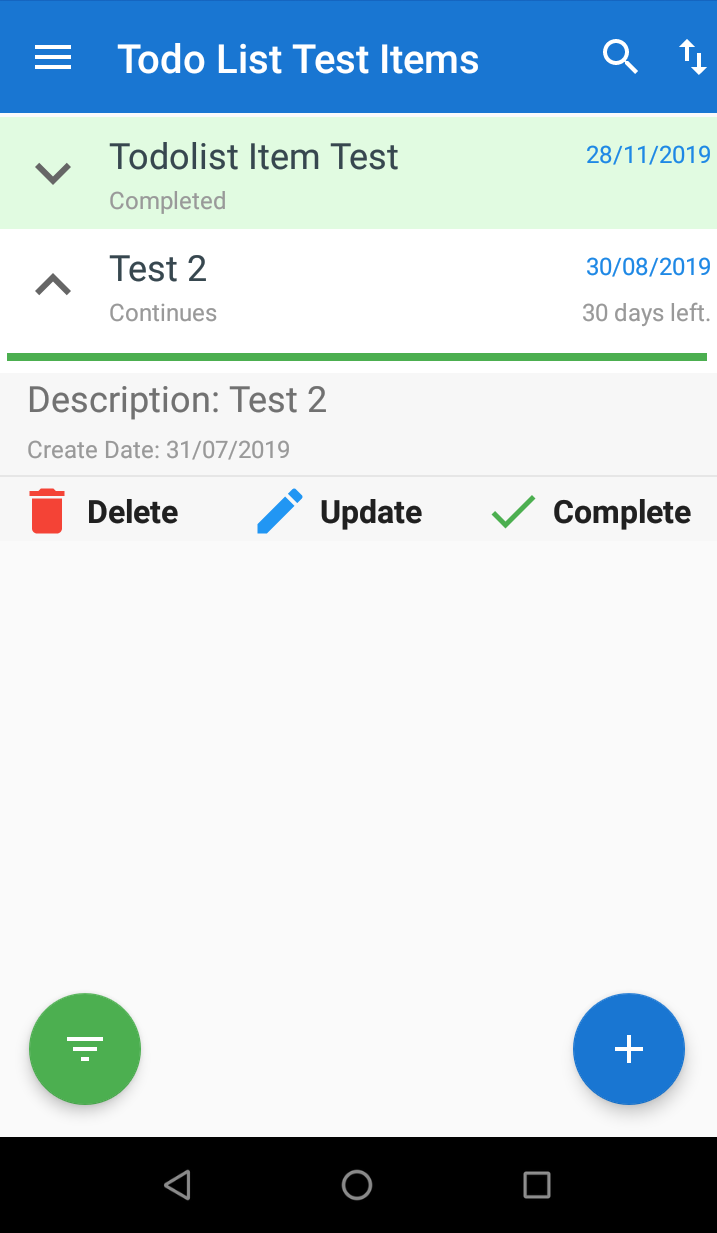 Todo List Test Items
Todolist Item Test 28/11/2019
Completed
Test 2 30/08/2019
Continues 30 days left.
Description: Test 2
Create Date: 31/07/2019
Delete Update Complete